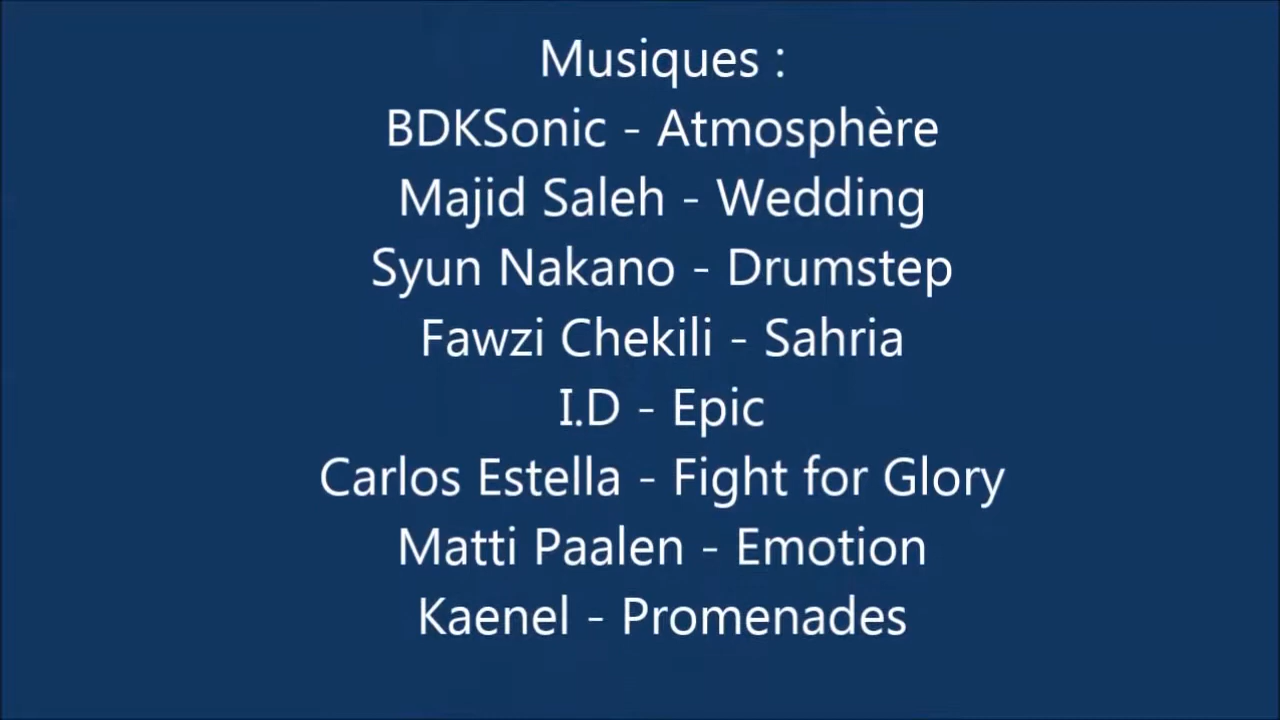 Musiques :
BDKSonic - Atmosphère
Majid Saleh - Wedding
Syun Nakano - Drumstep
Fawzi Chekili - Sahria
I.D - Epic
Carlos Estella - Fight for Glory
Matti Paalen - Emotion
Kaenel - Promenades